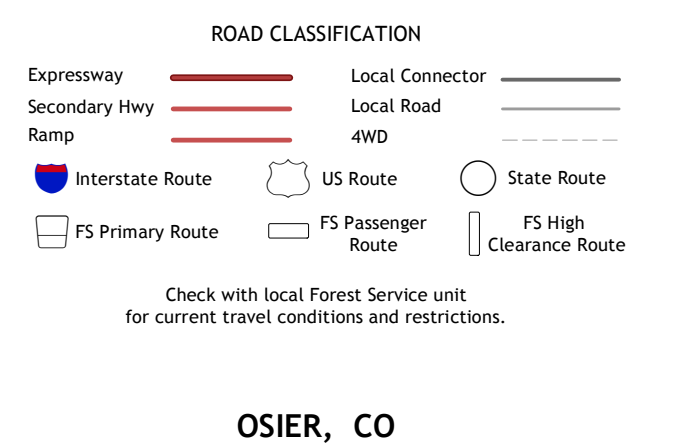 ROAD CLASSIFICATION
Expressway
Local Connector
Secondary Hwy
Local Road
Ramp
4WD
Interstate Route
US Route
State Route
FS Primary Route
FS Passenger
Route
FS High
Clearance Route
Check with local Forest Service unit
for current travel conditions and restrictions.
OSIER, CO